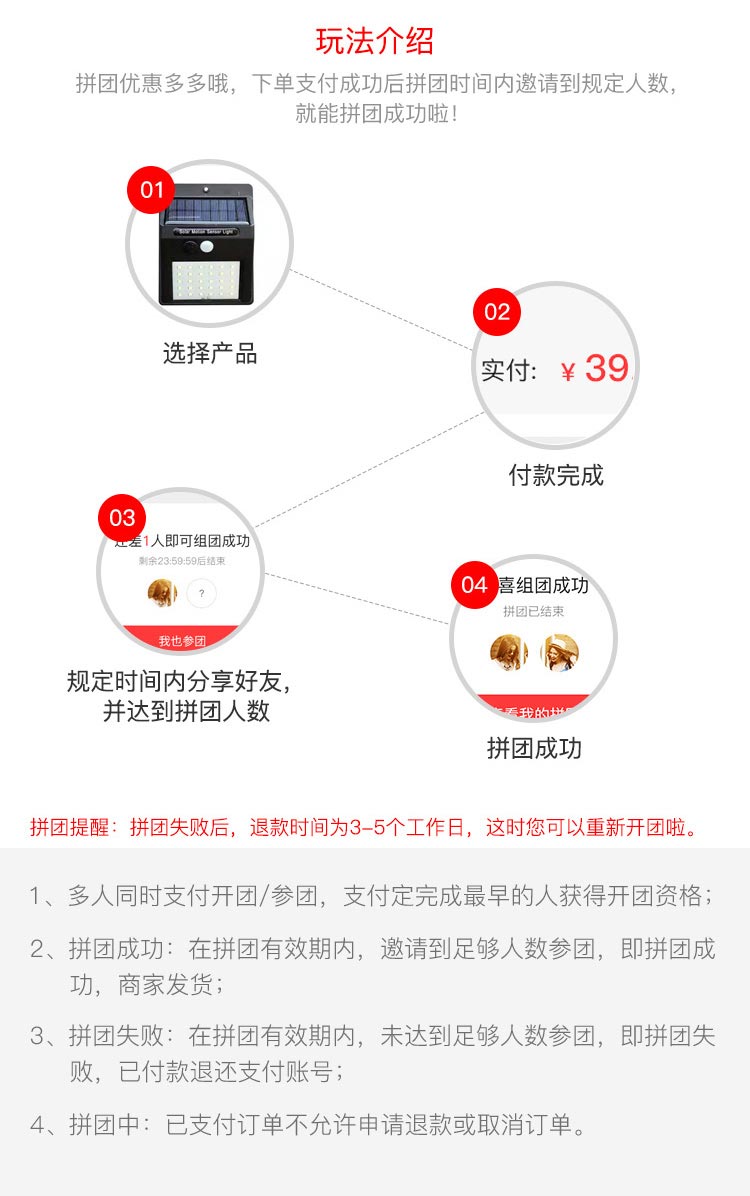 玩法介绍
拼团优惠多多哦，下单支付成功后拼团时间内邀请到规定人数，
就能拼团成功啦！
01
Solar Motion Sensor Light
选择产品
02
实付：￥39
付款完成
03
还差1人即可组团成功
剩余23:59:59后结束
?
我也参团
规定时间内分享好友，
并达到拼团人数
04
喜组团成功
拼团已结束
查看我的拼团
拼团成功
拼团提醒：拼团失败后，退款时间为3-5个工作日，这时您可以重新开团啦。
1、多人同时支付开团/参团，支付定完成最早的人获得开团资格；
2、拼团成功：在拼团有效期内，邀请到足够人数参团，即拼团成
功，商家发货；
3、拼团失败：在拼团有效期内，未达到足够人数参团，即拼团失
败，已付款退还支付账号；
4、拼团中：已支付订单不允许申请退款或取消订单。